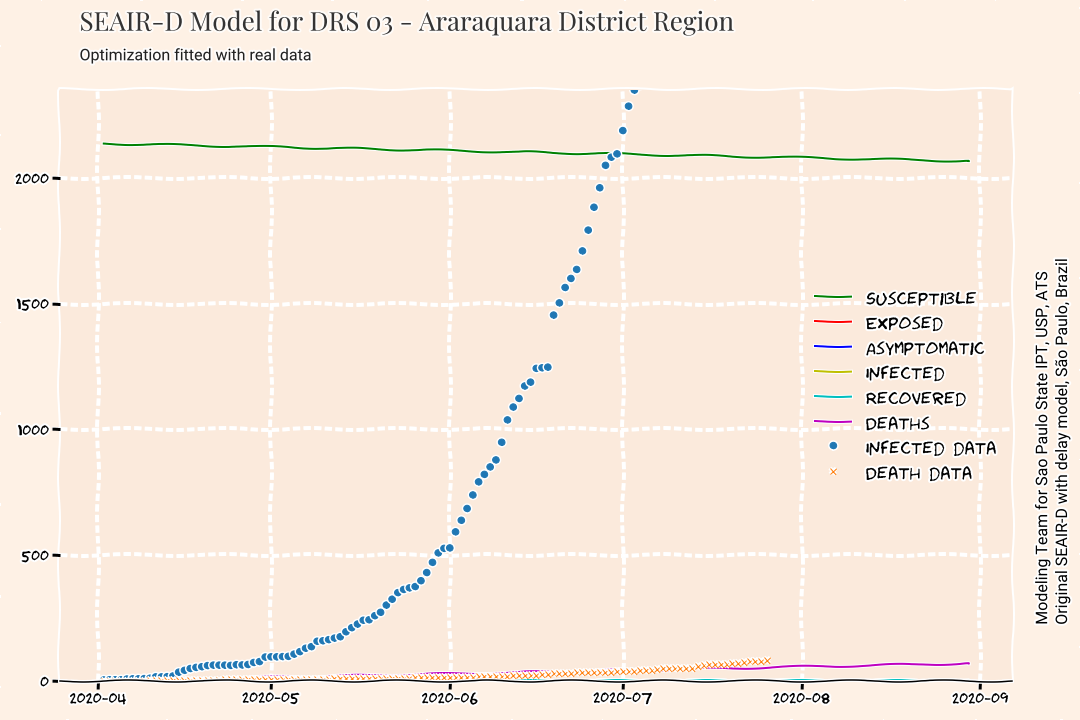 SEAIR-D Model for DRS 03 - Araraquara District Region
Optimization fitted with real data
2000
1500
1000
500
0
2020-04
2020-05
2020-06
2020-07
2020-08
2020-09
SUSCEPTIBLE
EXPOSED
ASYMPTOMATIC
INFECTED
RECOVERED
DEATHS
INFECTED DATA
DEATH DATA
Modeling Team for Sao Paulo State IPT, USP, ATS
Original SEAIR-D with delay model, São Paulo, Brazil